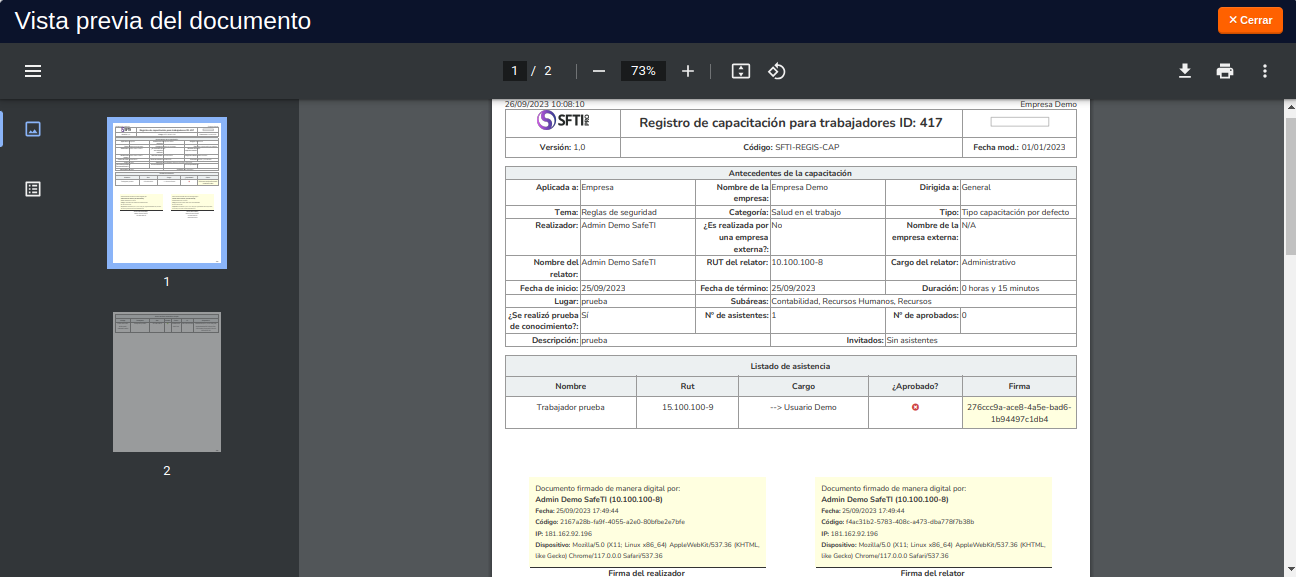 Vista previa del documento
× Cerrar
1 / 2
73%
1
2
26/09/2023 10:08:10 Empresa Demo
SFTI
Registro de capacitación para trabajadores ID: 417
Versión: 1,0 Código: SFTI-REGIS-CAP Fecha mod.: 01/01/2023
Antecedentes de la capacitación
Aplicada a: Empresa Nombre de la empresa: Empresa Demo Dirigida a: General
Tema: Reglas de seguridad Categoría: Salud en el trabajo Tipo: Tipo capacitación por defecto
Realizador: Admin Demo SafeTI ¿Es realizada por una empresa externa?: No Nombre de la empresa externa: N/A
Nombre del relator: Admin Demo SafeTI RUT del relator: 10.100.100-8 Cargo del relator: Administrativo
Fecha de inicio: 25/09/2023 Fecha de término: 25/09/2023 Duración: 0 horas y 15 minutos
Lugar: prueba Subáreas: Contabilidad, Recursos Humanos, Recursos
¿Se realizó prueba de conocimiento?: Sí N° de asistentes: 1 N° de aprobados: 0
Descripción: prueba Invitados: Sin asistentes
Listado de asistencia
Nombre Rut Cargo ¿Aprobado? Firma
Trabajador prueba 15.100.100-9 --> Usuario Demo 276ccc9a-ace8-4a5e-bad6-
1b94497c1db4
Documento firmado de manera digital por:
Admin Demo SafeTI (10.100.100-8)
Fecha: 25/09/2023 17:49:44
Código: 2167a28b-fa9f-4055-a2e0-80bfbe2e7bfe
IP: 181.162.92.196
Dispositivo: Mozilla/5.0 (X11; Linux x86_64) AppleWebKit/537.36 (KHTML,
like Gecko) Chrome/117.0.0.0 Safari/537.36
Firma del realizador
Documento firmado de manera digital por:
Admin Demo SafeTI (10.100.100-8)
Fecha: 25/09/2023 17:49:44
Código: f4ac31b2-5783-408c-a473-dba778f7b38b
IP: 181.162.92.196
Dispositivo: Mozilla/5.0 (X11; Linux x86_64) AppleWebKit/537.36 (KHTML,
like Gecko) Chrome/117.0.0.0 Safari/537.36
Firma del relator